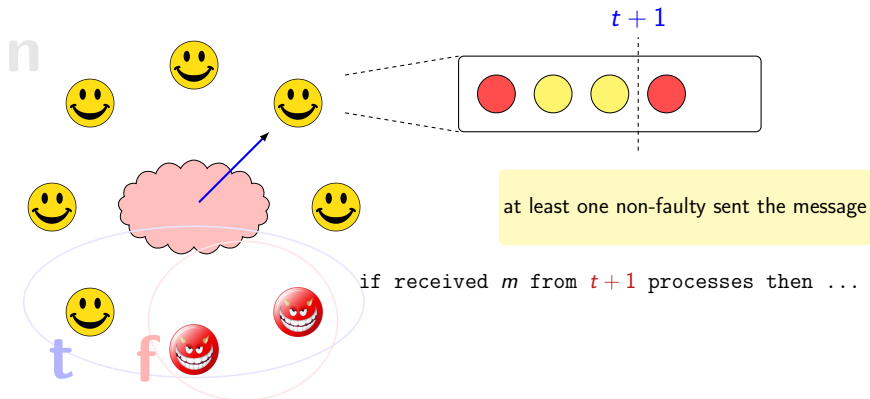 t + 1
n
at least one non-faulty sent the message
if received m from t + 1 processes then ...
t f